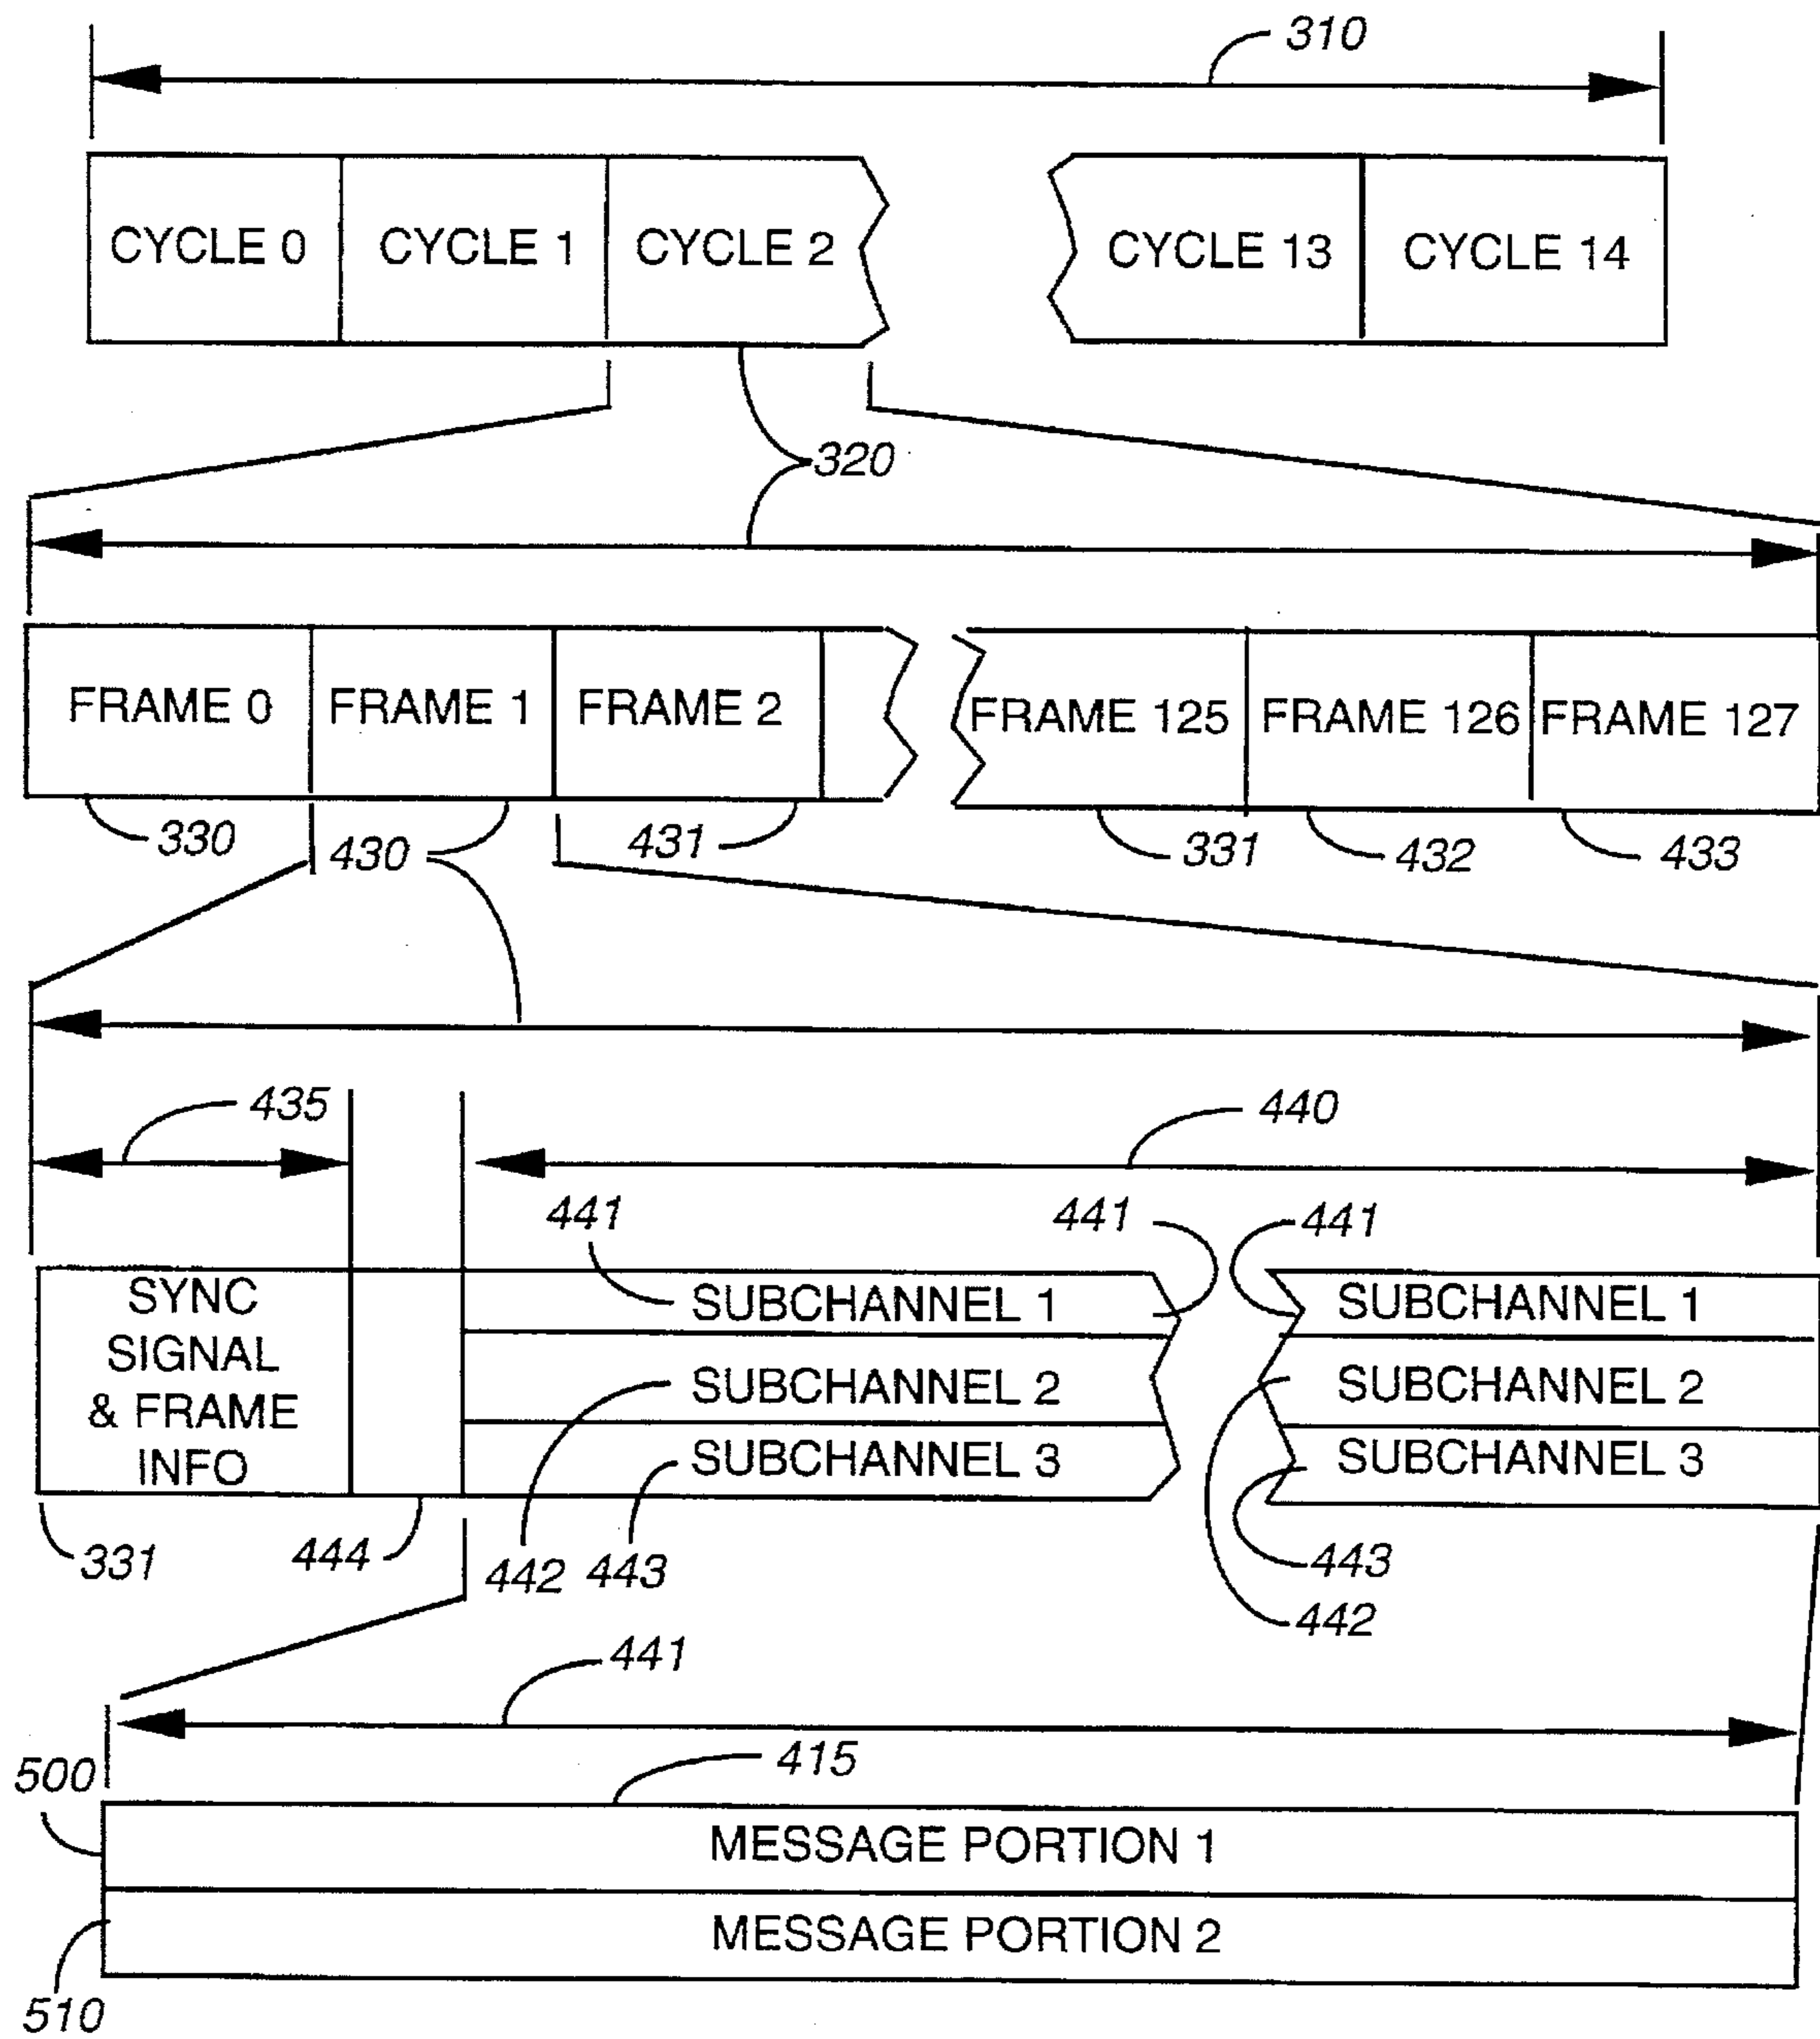 310
CYCLE 0 CYCLE 1 CYCLE 2 CYCLE 13 CYCLE 14
320
FRAME 0 FRAME 1 FRAME 2 FRAME 125 FRAME 126 FRAME 127
330 430 431 331 432 433
435 440
441 441 441
SYNC
SIGNAL
& FRAME
INFO
SUBCHANNEL 1 SUBCHANNEL 1
SUBCHANNEL 2 SUBCHANNEL 2
SUBCHANNEL 3 SUBCHANNEL 3
331 444 442 443 443
442
441
415
500
MESSAGE PORTION 1
MESSAGE PORTION 2
510